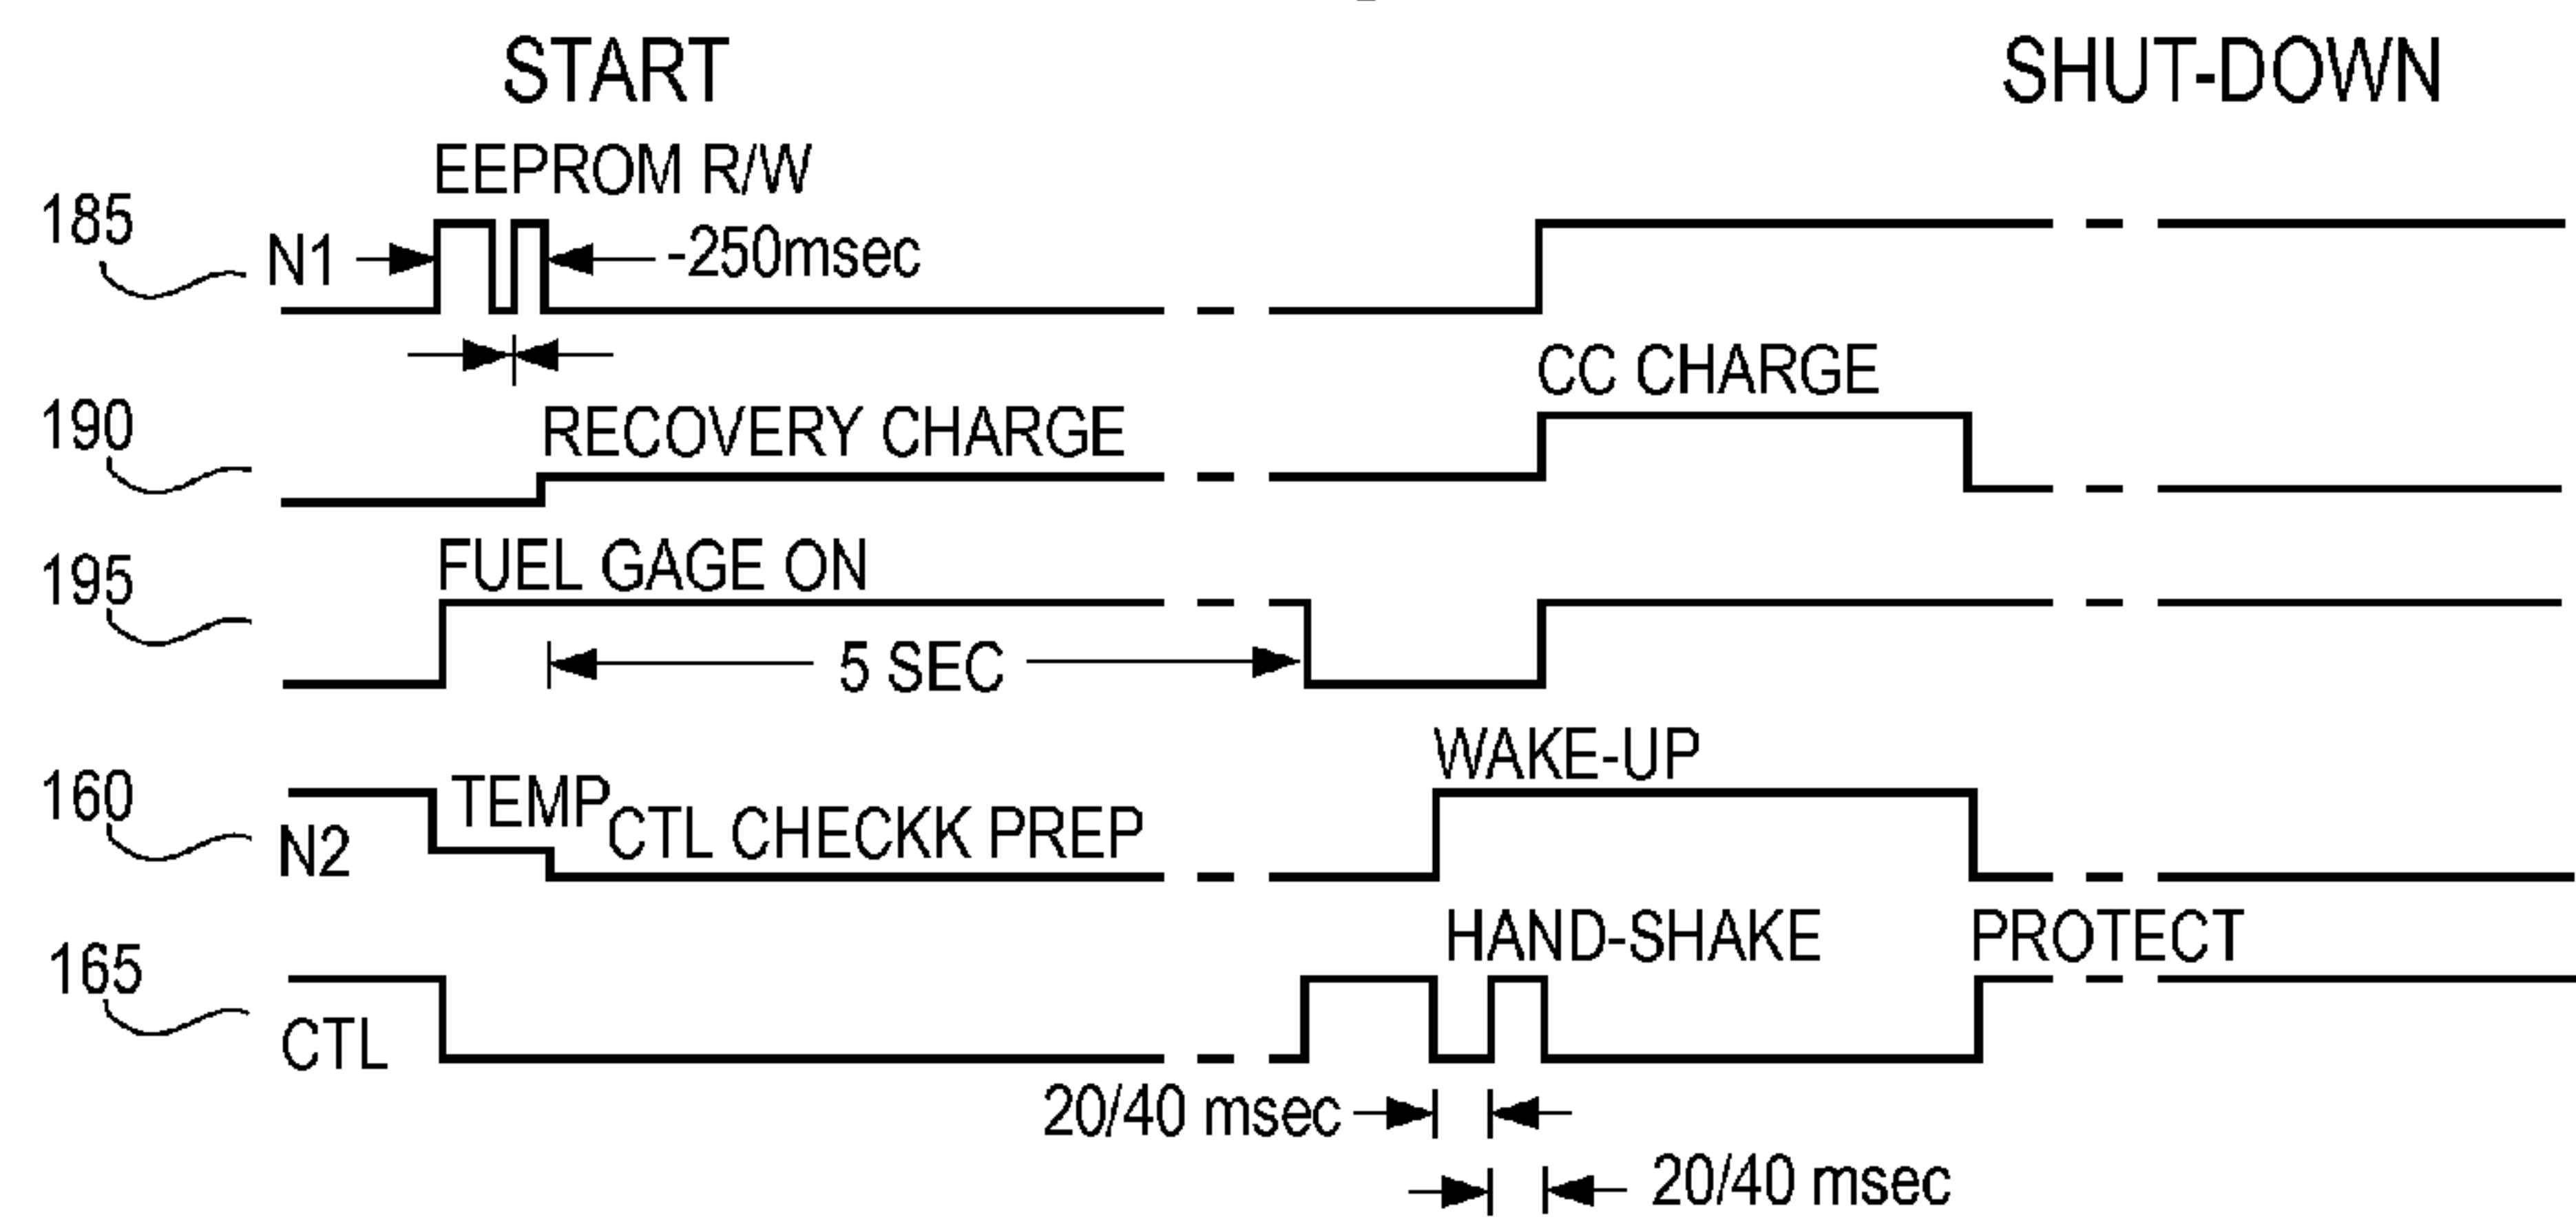 START
SHUT-DOWN
EEPROM R/W
185
N1
-250msec
CC CHARGE
190
RECOVERY CHARGE
195
FUEL GAGE ON
5 SEC
WAKE-UP
160
TEMP
CTL CHECKK PREP
N2
HAND-SHAKE
PROTECT
165
CTL
20/40 msec
20/40 msec